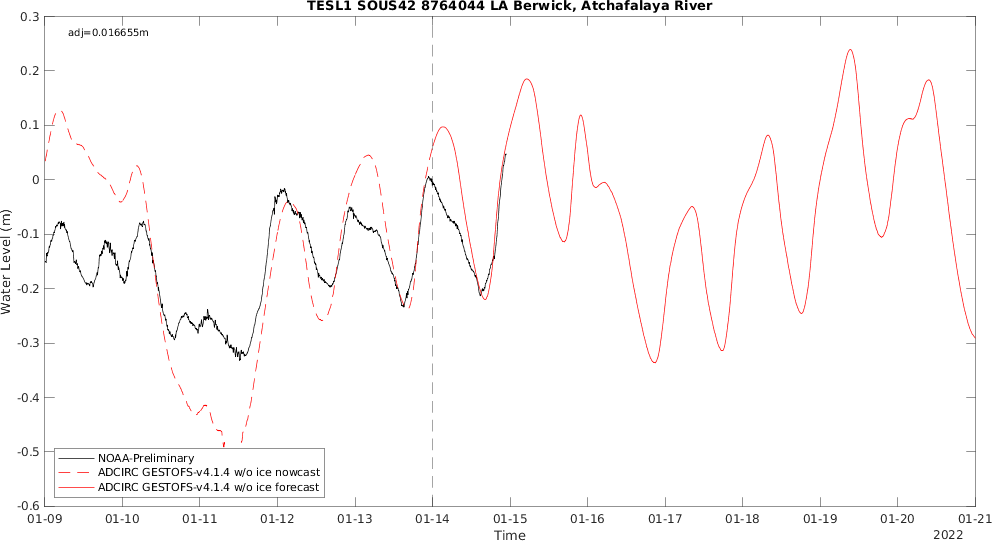 TESL1 SOUS42 8764044 LA Berwick, Atchafalaya River
adj=0.016655m
0.3
0.2
0.1
0
-0.1
-0.2
-0.3
-0.4
-0.5
-0.6
Water Level (m)
NOAA-Preliminary
ADCIRC GESTOFS-v4.1.4 w/o ice nowcast
ADCIRC GESTOFS-v4.1.4 w/o ice forecast
01-09 01-10 01-11 01-12 01-13 01-14 01-15 01-16 01-17 01-18 01-19 01-20 01-21
Time
2022